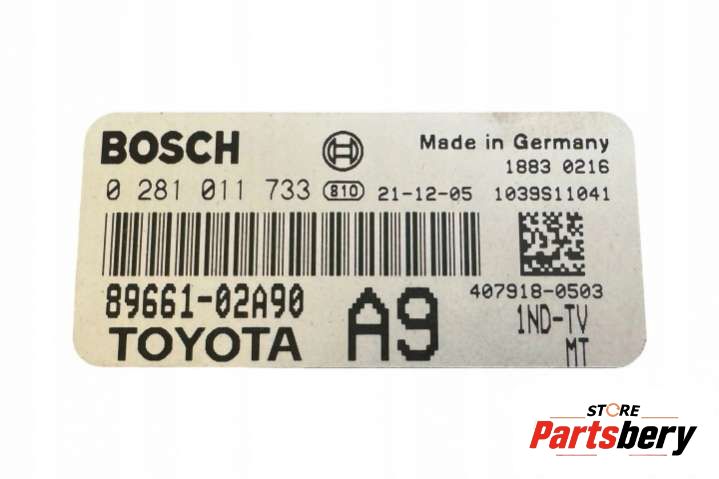 BOSCH
Made in Germany
1883 0216
0 281 011 733 810 21-12-05 1039S11041
407918-0503
89661-02A90
A9
1ND-TV
TOYOTA
MT
STORE
Partsbery